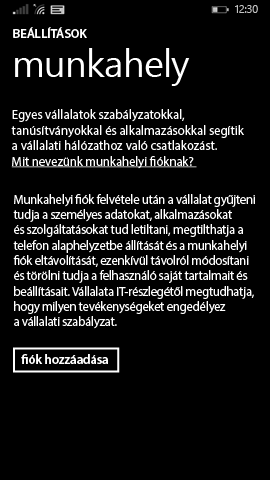 12:30
BEÁLLÍTÁSOK
munkahely
Egyes vállalatok szabályzatokkal,
tanúsítványokkal és alkalmazásokkal segítik
a vállalati hálózathoz való csatlakozást.
Mit nevezünk munkahelyi fióknak?
Munkahelyi fiók felvétele után a vállalat gyűjteni
tudja a személyes adatokat, alkalmazásokat
és szolgáltatásokat tud letiltani, megtilthatja a
telefon alaphelyzetbe állítását és a munkahelyi
fiók eltávolítását, ezenkívül távolról módosítani
és törölni tudja a felhasználó saját tartalmait és
beállításait. Vállalata IT-részlegétől megtudhatja,
hogy milyen tevékenységeket engedélyez
a vállalati szabályzat.
fiók hozzáadása